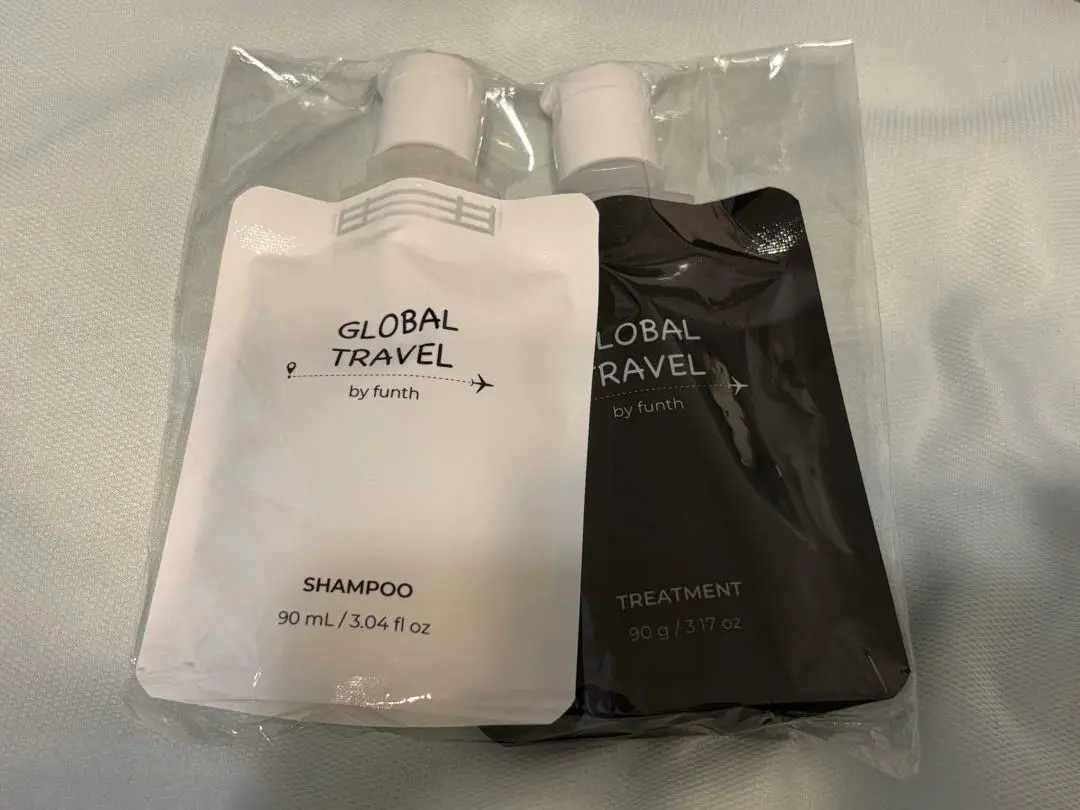 GLOBAL
TRAVEL
by funth
SHAMPOO
90 mL / 3.04 fl oz
LOBAL
RAVEL
by funth
TREATMENT
90 g / 3.17 oz